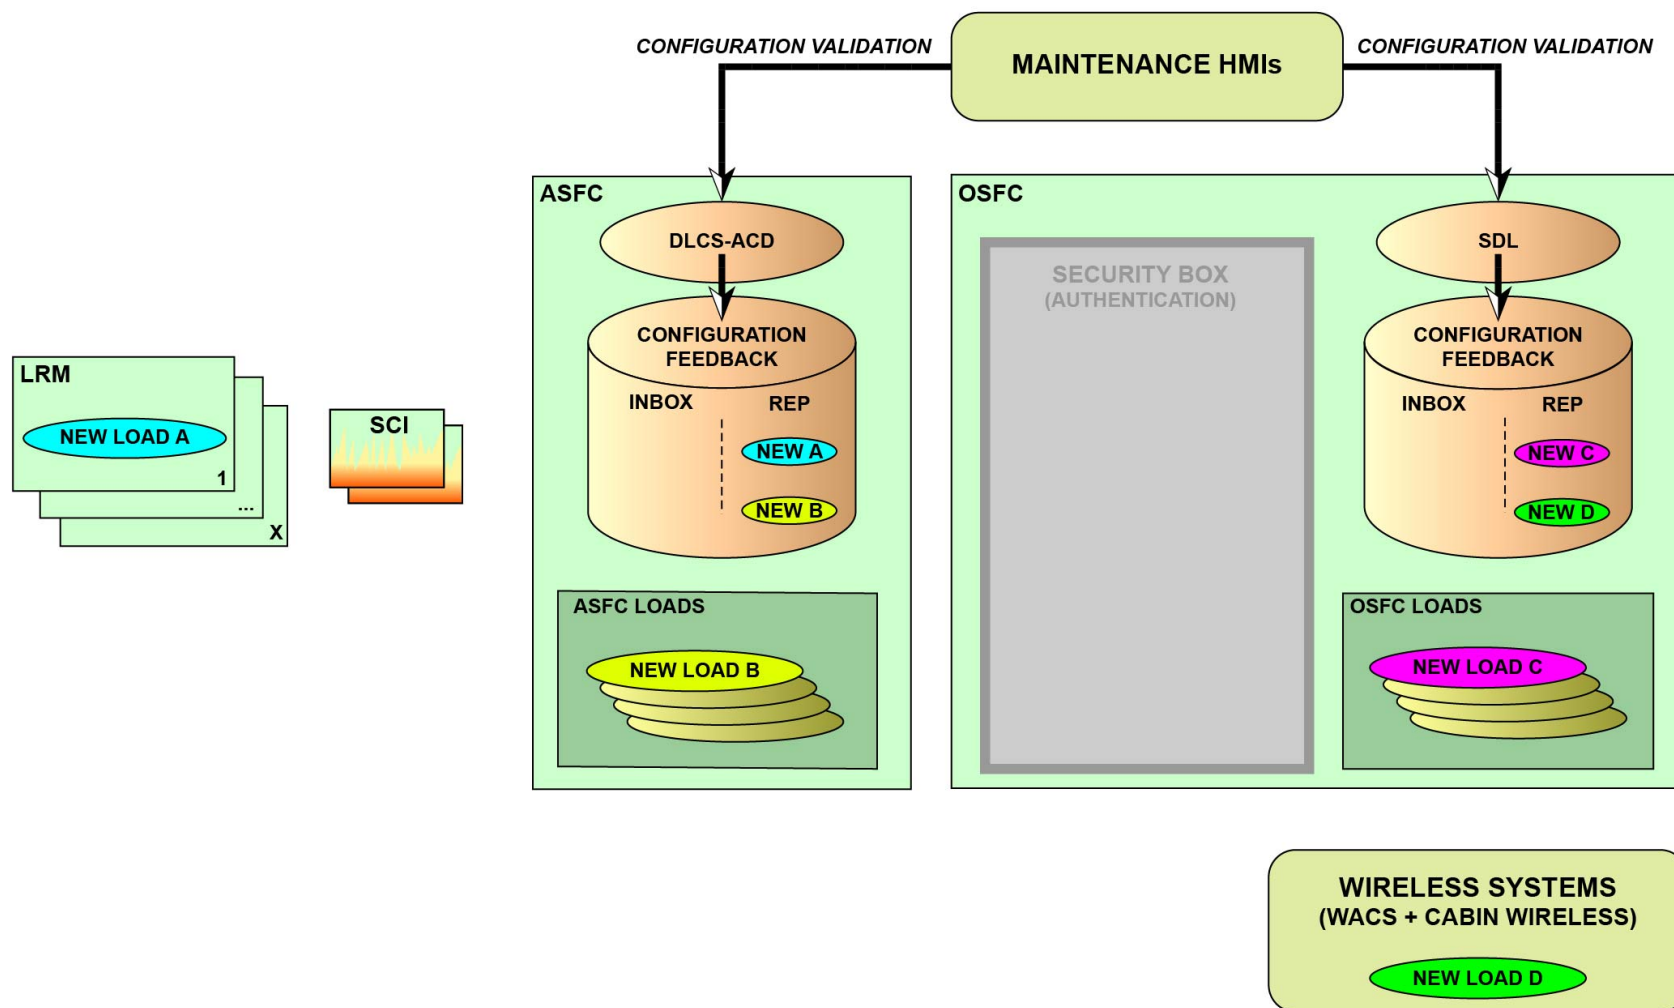 CONFIGURATION VALIDATION
MAINTENANCE HMIs
CONFIGURATION VALIDATION
ASFC
DLCS-ACD
CONFIGURATION
FEEDBACK
INBOX
REP
NEW A
NEW B
ASFC LOADS
NEW LOAD B
OSFC
SECURITY BOX
(AUTHENTICATION)
SDL
CONFIGURATION
FEEDBACK
INBOX
REP
NEW C
NEW D
OSFC LOADS
NEW LOAD C
LRM
NEW LOAD A
1
...
X
SCI
WIRELESS SYSTEMS
(WACS + CABIN WIRELESS)
NEW LOAD D